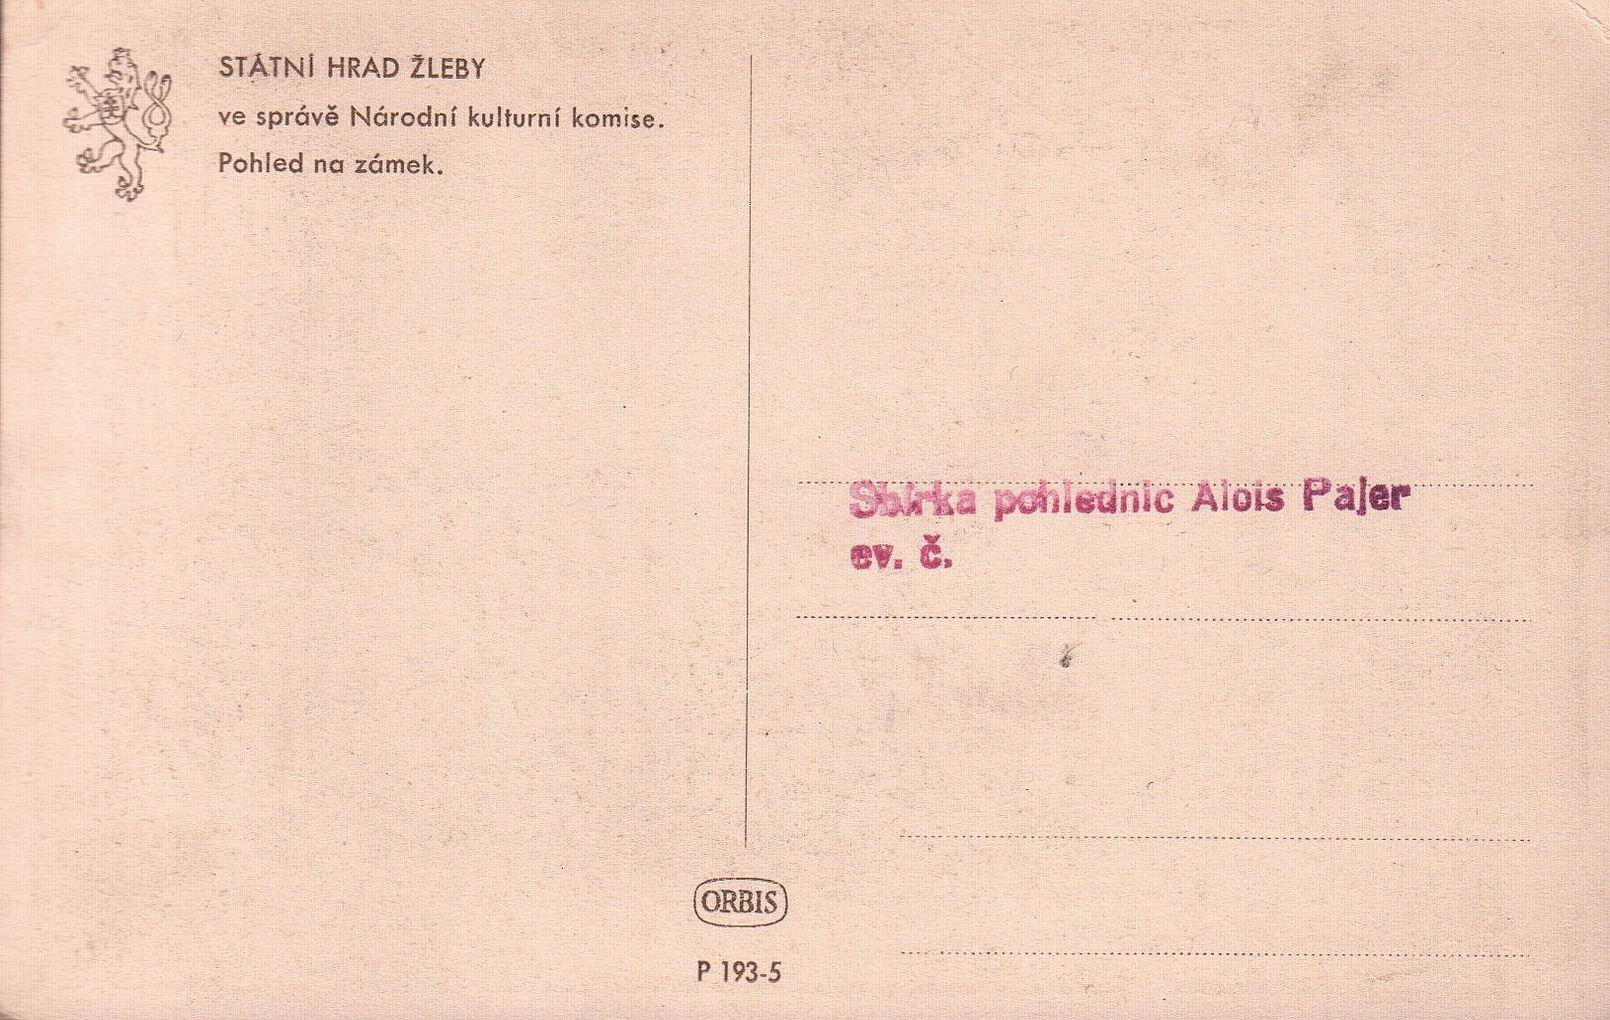 STÁTNÍ HRAD ŽLEBY
ve správě Národní kulturní komise.
Pohled na zámek.
Sbírka pohlednic Alois Pajer
ev. č.
ORBIS
P 193-5